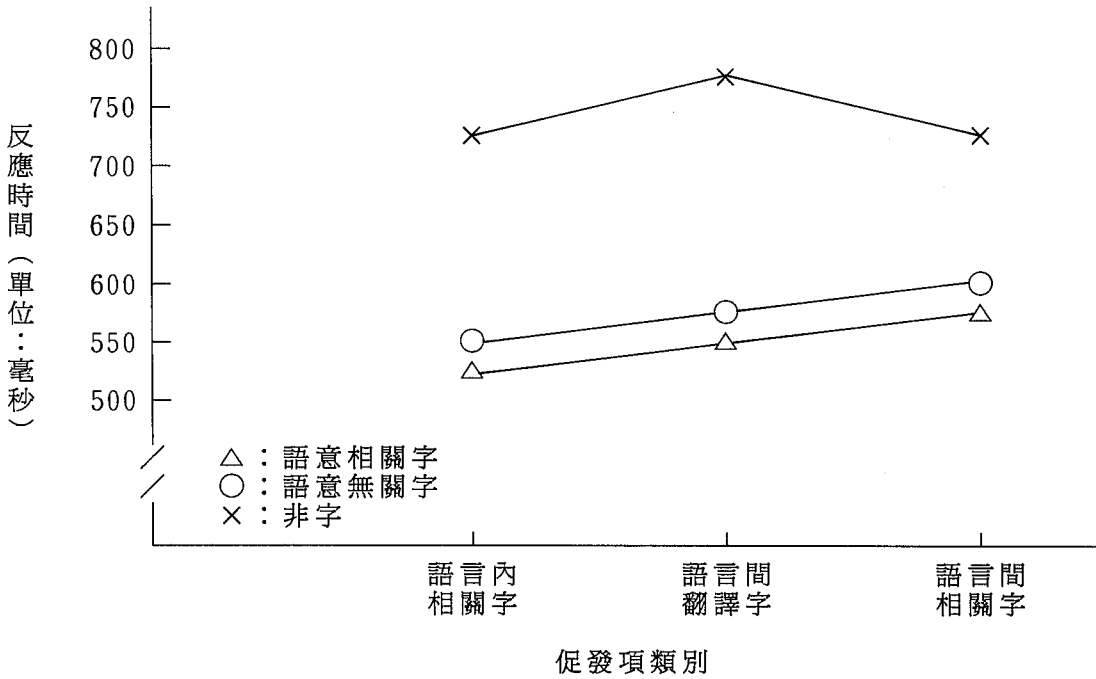 反應時間（單位：毫秒）
800
750
700
650
600
550
500
△：語意相關字
○：語意無關字
×：非字
語言內
相關字
語言間
翻譯字
語言間
相關字
促發項類別